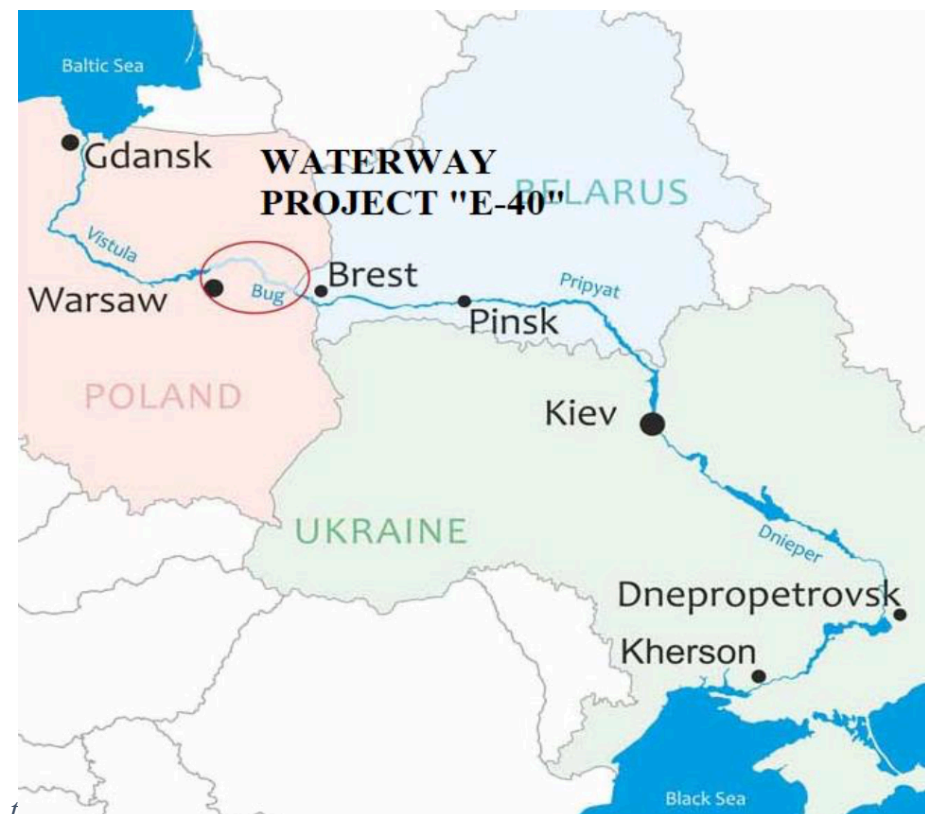 Baltic Sea
Gdansk
WATERWAY
PROJECT "E-40"
BELARUS
Vistula
Warsaw
Bug
Brest
Pripyat
Pinsk
POLAND
Kiev
UKRAINE
Dnieper
Dnepropetrovsk
Kherson
Black Sea
t